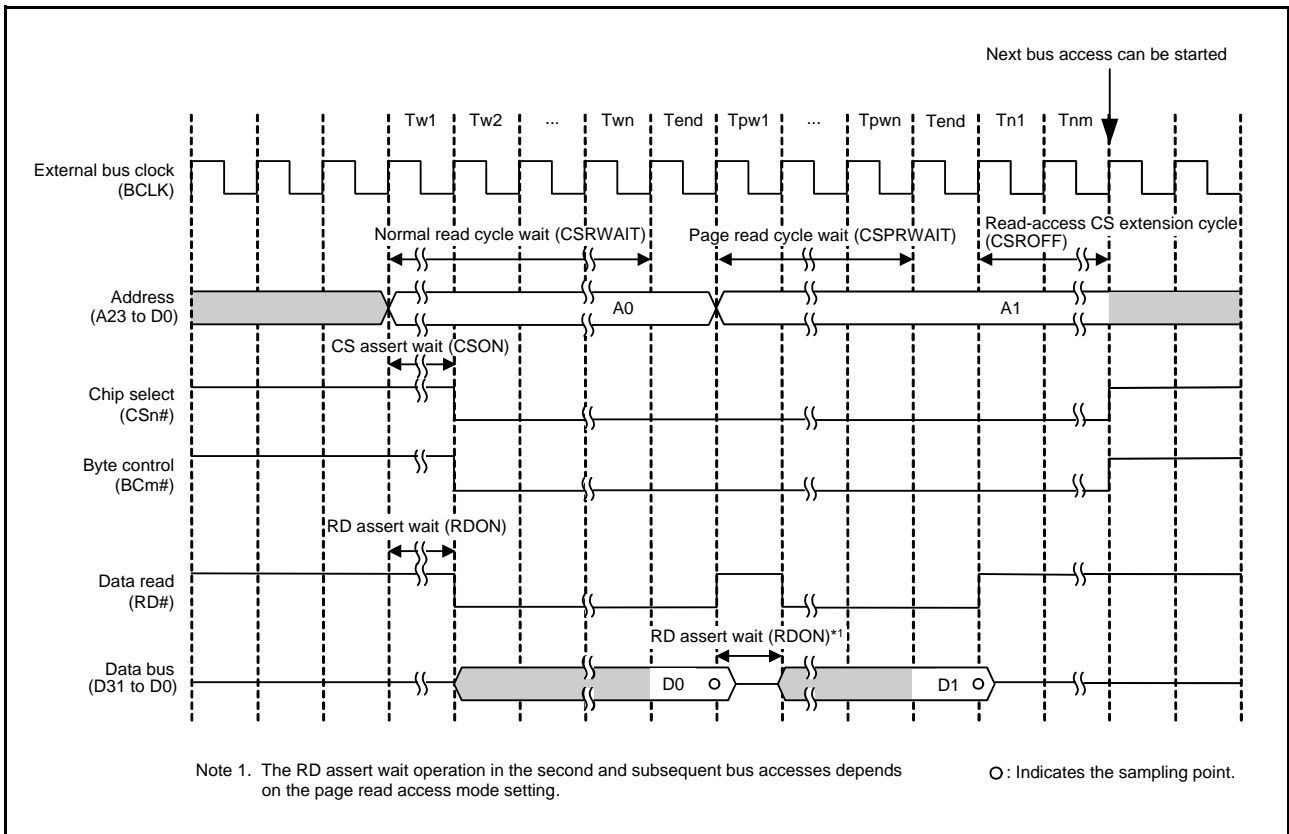 Next bus access can be started
Tw1 Tw2 ... Twn Tend Tpw1 ... Tpwn Tend Tn1 Tnm
External bus clock
(BCLK)
Normal read cycle wait (CSRWAIT)
Page read cycle wait (CSPRWAIT)
Read-access CS extension cycle
(CSROFF)
Address
(A23 to D0)
A0
A1
CS assert wait (CSON)
Chip select
(CSn#)
Byte control
(BCm#)
RD assert wait (RDON)
Data read
(RD#)
RD assert wait (RDON)*1
Data bus
(D31 to D0)
D0
D1
Note 1. The RD assert wait operation in the second and subsequent bus accesses depends
on the page read access mode setting.
: Indicates the sampling point.